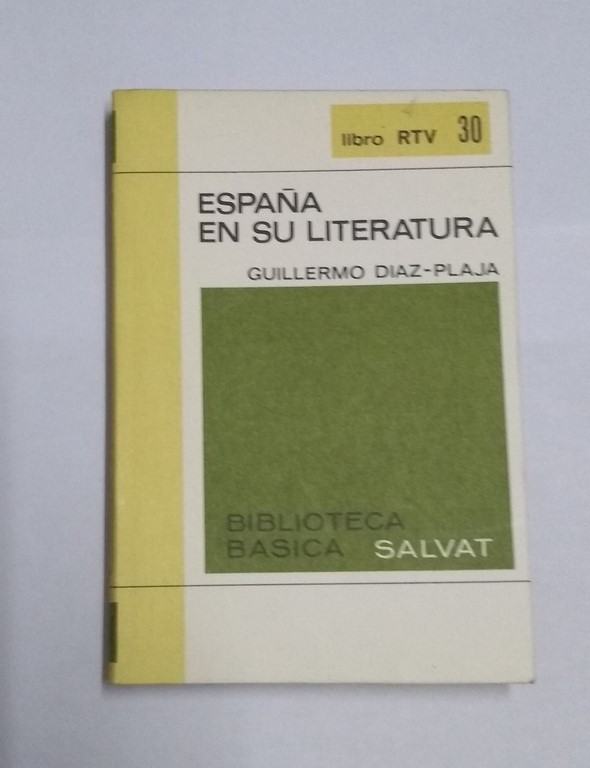 libro RTV 30
ESPAÑA
EN SU LITERATURA
GUILLERMO DIAZ-PLAJA
BIBLIOTECA
BASICA SALVAT